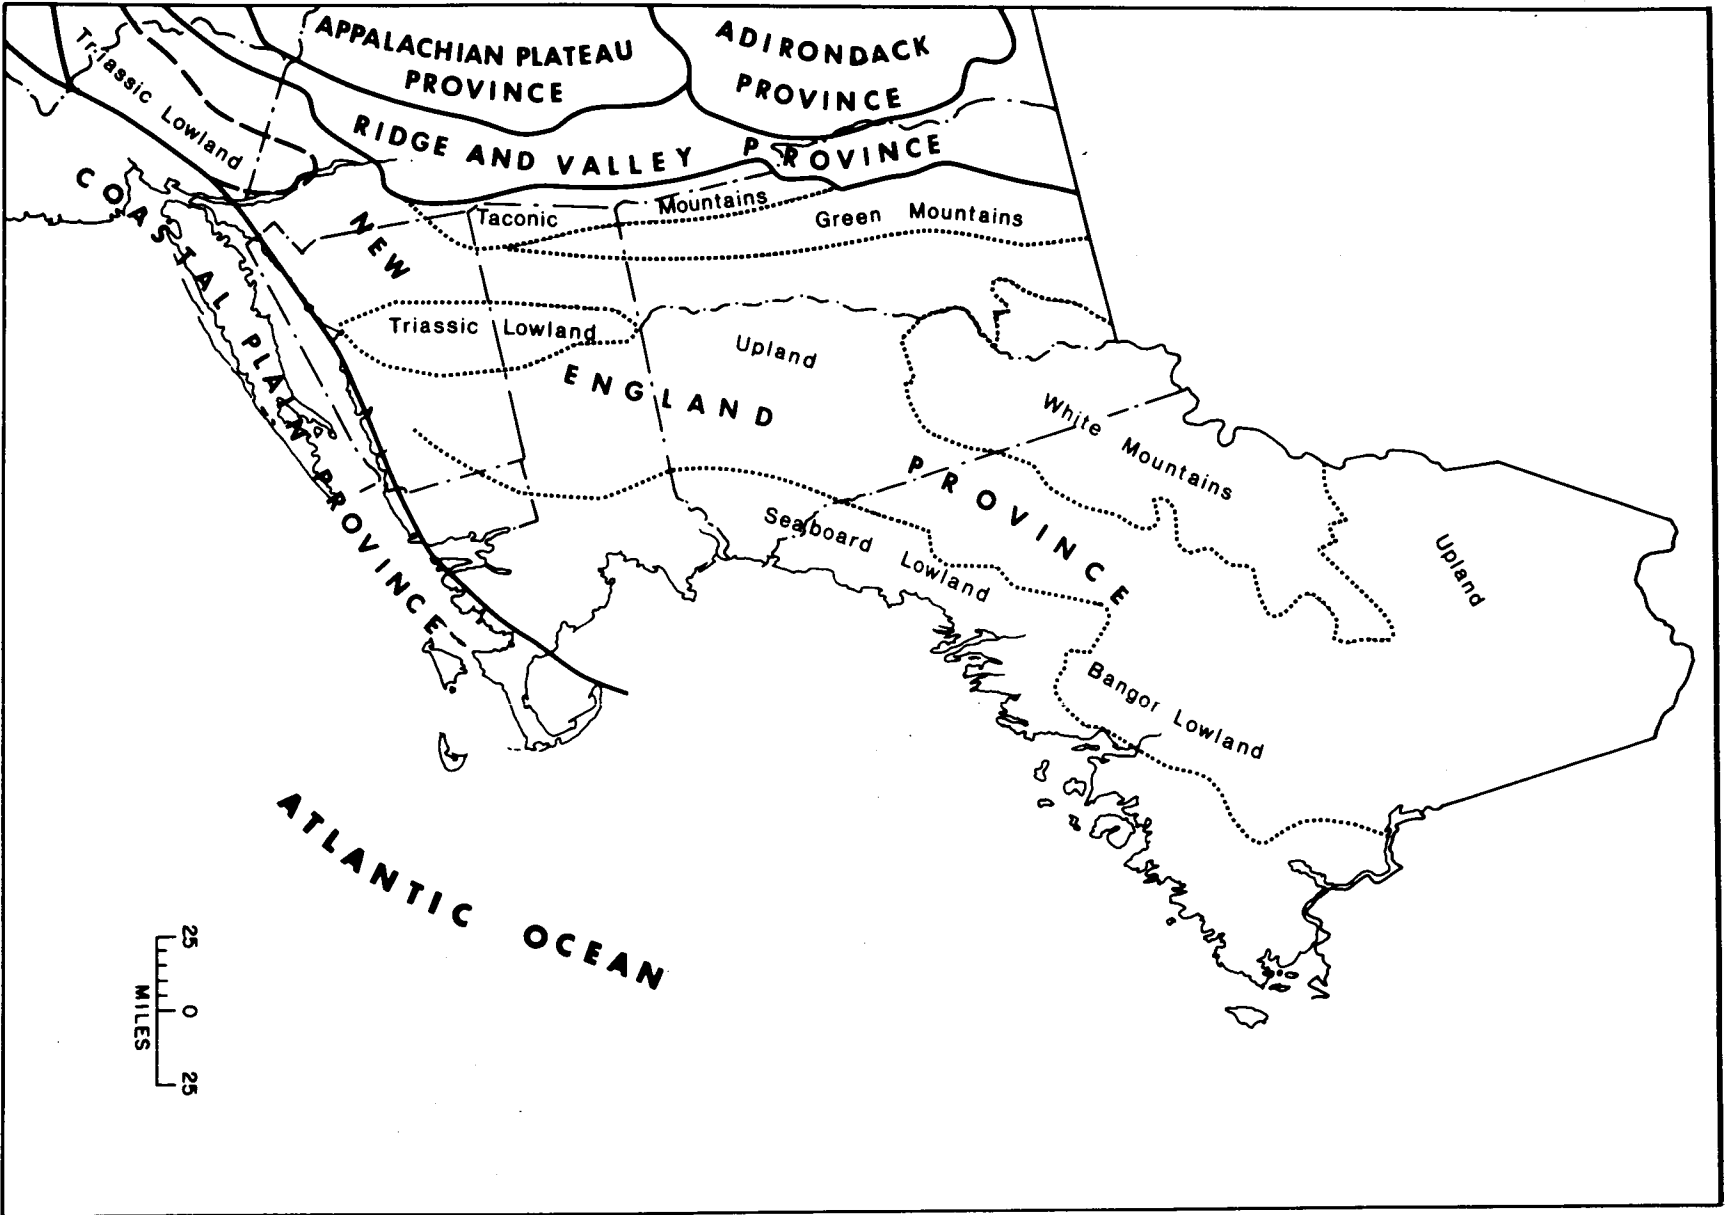 APPALACHIAN PLATEAU
PROVINCE
ADIRONDACK
PROVINCE
Triassic Lowland
RIDGE AND VALLEY PROVINCE
COASTAL PLAIN PROVINCE
NEW ENGLAND PROVINCE
Taconic Mountains
Green Mountains
Triassic Lowland
Upland
White Mountains
Upland
Seaboard Lowland
Bangor Lowland
ATLANTIC OCEAN
25 0 25
MILES